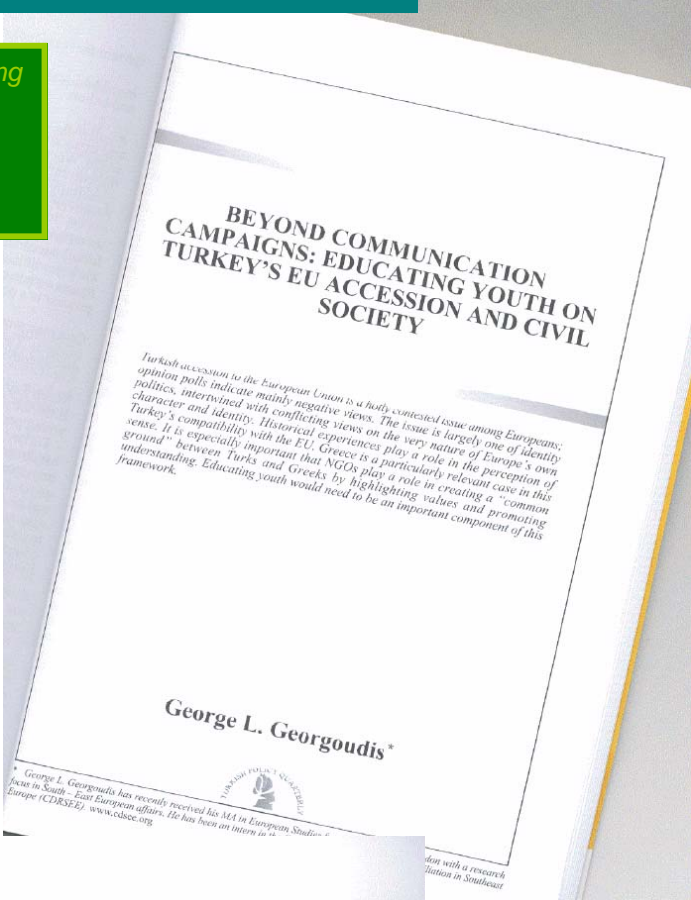 ng
BEYOND COMMUNICATION
CAMPAIGNS: EDUCATING YOUTH ON
TURKEY'S EU ACCESSION AND CIVIL
SOCIETY
Turkish accession to the European Union is a hotly contested issue among Europeans;
opinion polls indicate mainly negative views. The issue is largely one of identity
politics, intertwined with conflicting views on the very nature of Europe's own
character and identity. Historical experiences play a role in the perception of
Turkey's compatibility with the EU. Greece is a particularly relevant case in this
sense. It is especially important that NGOs play a role in creating a "common
ground" between Turks and Greeks by highlighting values and promoting
understanding. Educating youth would need to be an important component of this
framework.
George L. Georgoudis*
TURKISH POLICY QUARTERLY
* George L. Georgoudis has recently received his MA in European Studies
don with a research
focus in South – East European affairs. He has been an intern in
liation in Southeast
Europe (CDRSEE). www.cdsee.org